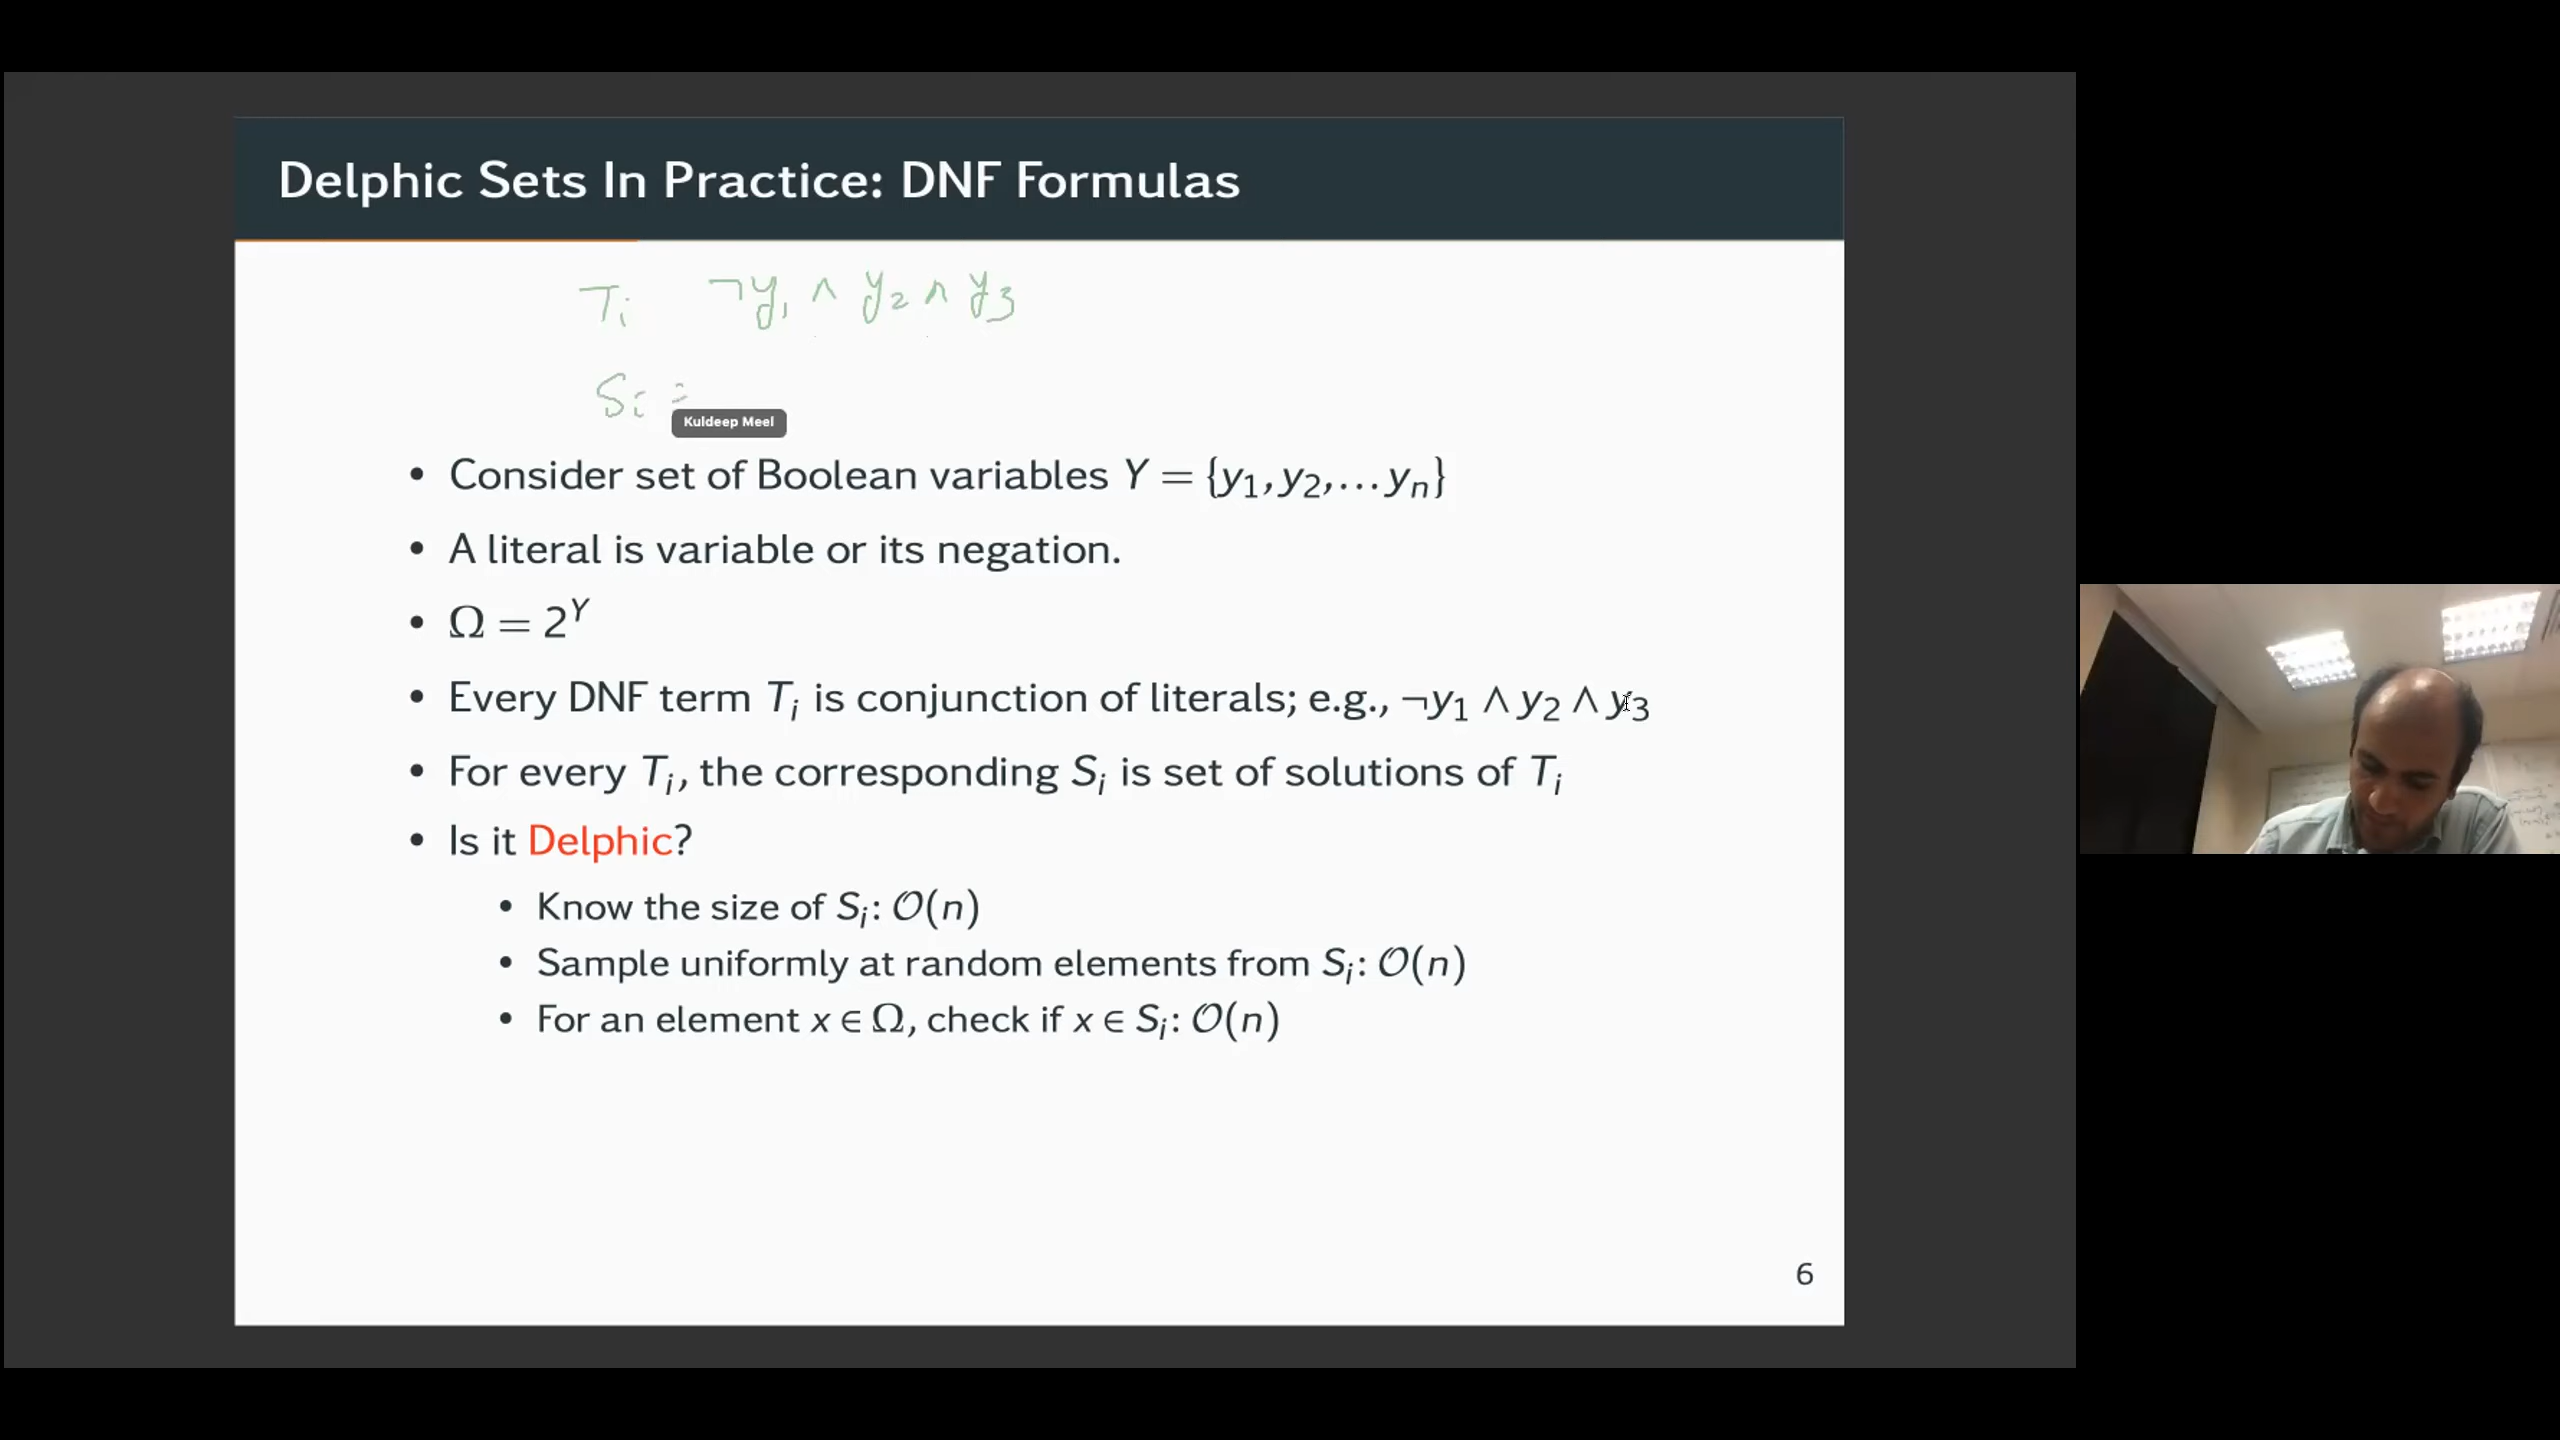 Delphic Sets In Practice: DNF Formulas
Tᵢ ¬y₁ ∧ y₂ ∧ y₃
Sᵢ =
Kuldeep Meel
• Consider set of Boolean variables Y = {y₁, y₂, … yₙ}
• A literal is variable or its negation.
• Ω = 2^Y
• Every DNF term Tᵢ is conjunction of literals; e.g., ¬y₁ ∧ y₂ ∧ y₃
• For every Tᵢ, the corresponding Sᵢ is set of solutions of Tᵢ
• Is it Delphic?
• Know the size of Sᵢ: 𝒪(n)
• Sample uniformly at random elements from Sᵢ: 𝒪(n)
• For an element x ∈ Ω, check if x ∈ Sᵢ: 𝒪(n)
6